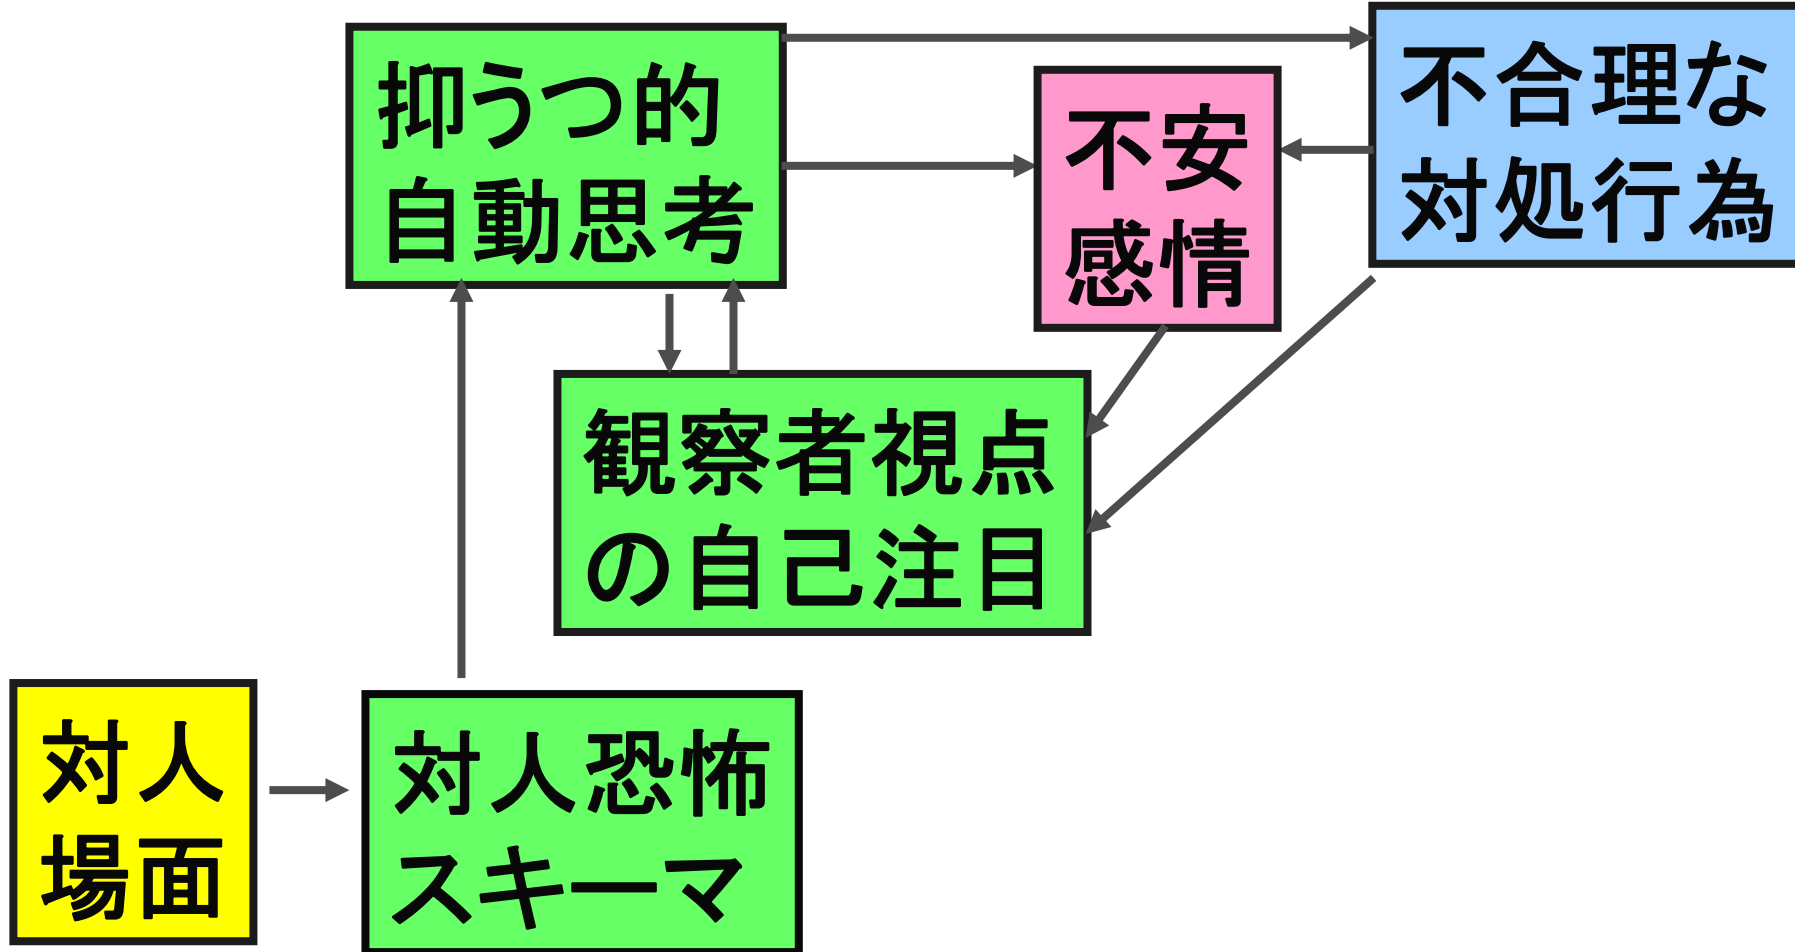 抑うつ的
自動思考
不安
感情
不合理な
対処行為
観察者視点
の自己注目
対人
場面
対人恐怖
スキーマ